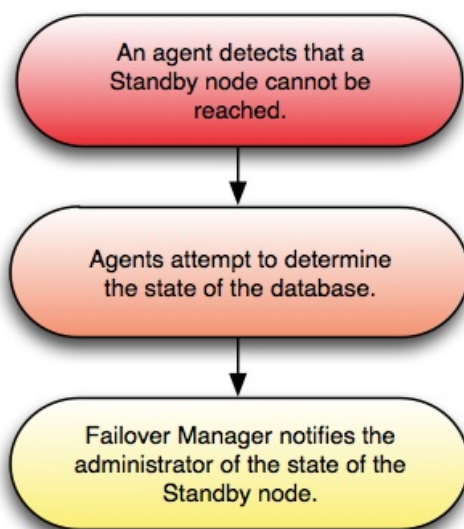 An agent detects that a
Standby node cannot be
reached.
Agents attempt to determine
the state of the database.
Failover Manager notifies the
administrator of the state of the
Standby node.